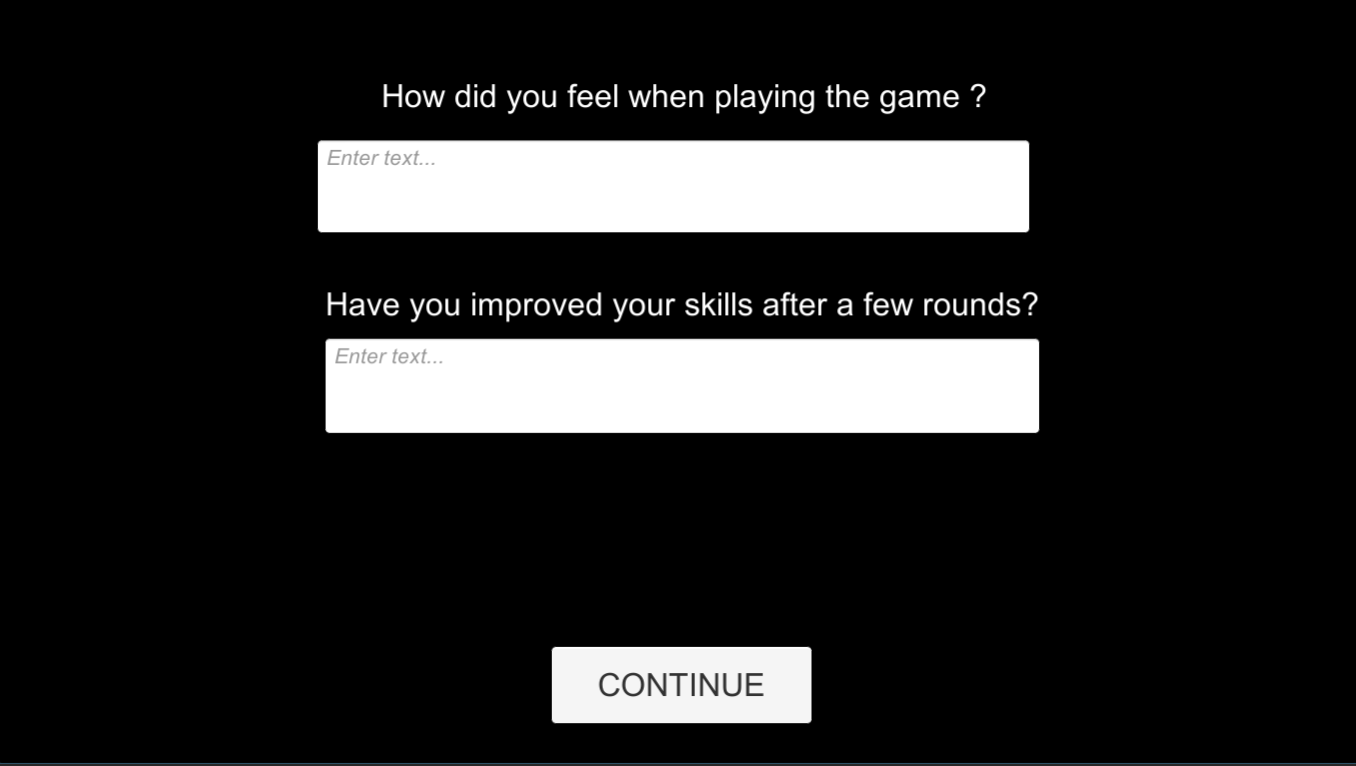 How did you feel when playing the game ?
Enter text...
Have you improved your skills after a few rounds?
Enter text...
CONTINUE